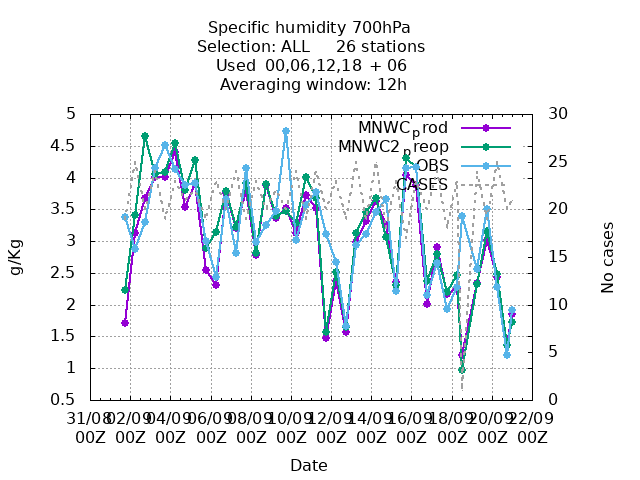 Specific humidity 700hPa
Selection: ALL 26 stations
Used 00,06,12,18 + 06
Averaging window: 12h
5
4.5
4
3.5
3
2.5
2
1.5
1
0.5
30
25
20
15
10
5
0
MNWCprod
MNWC2preop
OBS
CASES
g/Kg
No cases
31/08 02/09 04/09 06/09 08/09 10/09 12/09 14/09 16/09 18/09 20/09 22/09
00Z 00Z 00Z 00Z 00Z 00Z 00Z 00Z 00Z 00Z 00Z 00Z
Date